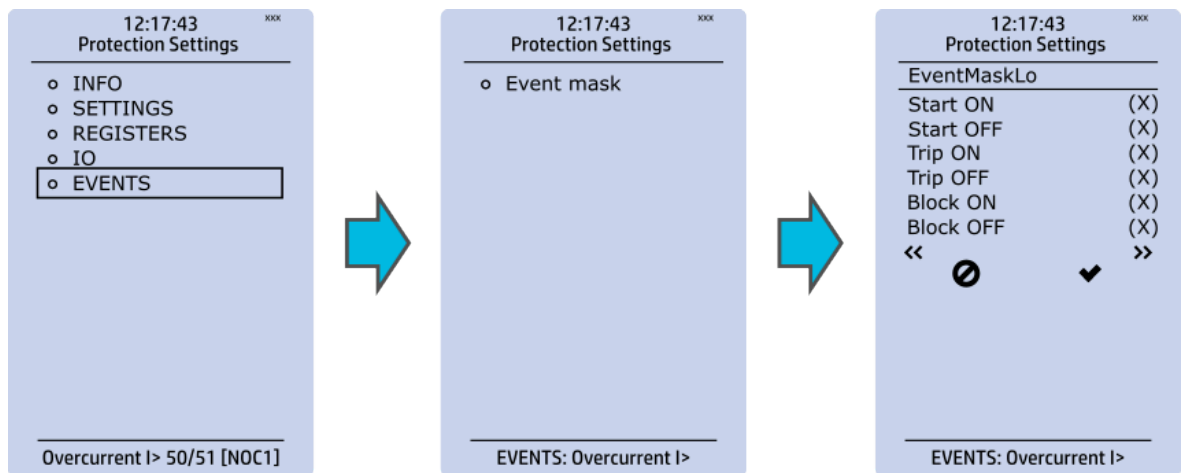 12:17:43 xxx
Protection Settings
INFO
SETTINGS
REGISTERS
IO
EVENTS
Overcurrent I> 50/51 [NOC1]
12:17:43 xxx
Protection Settings
Event mask
EVENTS: Overcurrent I>
12:17:43 xxx
Protection Settings
EventMaskLo
Start ON (X)
Start OFF (X)
Trip ON (X)
Trip OFF (X)
Block ON (X)
Block OFF (X)
<< >>
EVENTS: Overcurrent I>